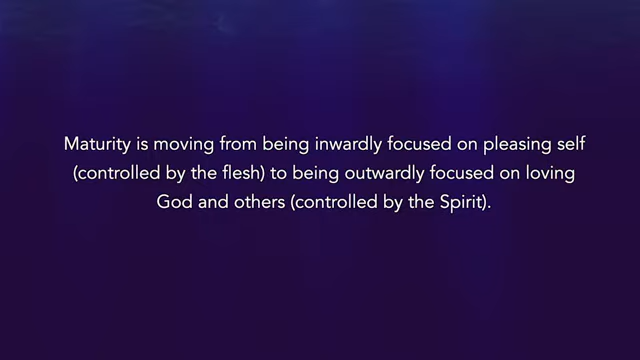 Maturity is moving from being inwardly focused on pleasing self
(controlled by the flesh) to being outwardly focused on loving
God and others (controlled by the Spirit).